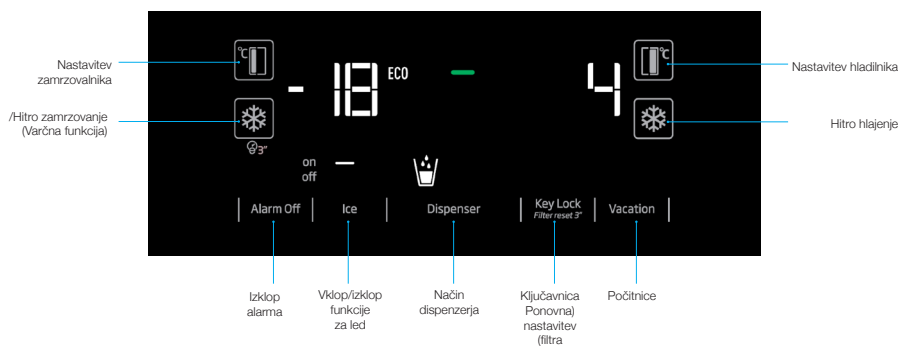 Nastavitev
zamrzovalnika
/Hitro zamrzovanje
(Varčna funkcija)
°C
- 18 ECO
4
°C
3"
on
off
Alarm Off
Ice
Dispenser
Key Lock
Filter reset 3"
Vacation
Nastavitev hladilnika
Hitro hlajenje
Izklop
alarma
Vklop/izklop
funkcije
za led
Način
dispenzerja
Ključavnica
Ponovna)
nastavitev
(filtra
Počitnice